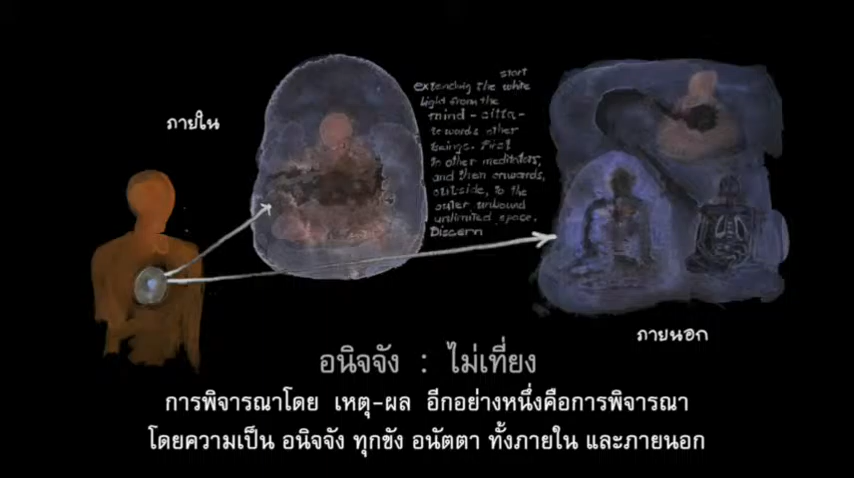 ภายใน
start
extending the white
light from the
mind - citta -
towards other
beings. First
to other meditators,
and then onwards,
outside, to the
outer, unbound
unlimited space.
Discern
ภายนอก
อนิจจัง : ไม่เที่ยง
การพิจารณาโดย เหตุ-ผล อีกอย่างหนึ่งคือการพิจารณา
โดยความเป็น อนิจจัง ทุกขัง อนัตตา ทั้งภายใน และภายนอก